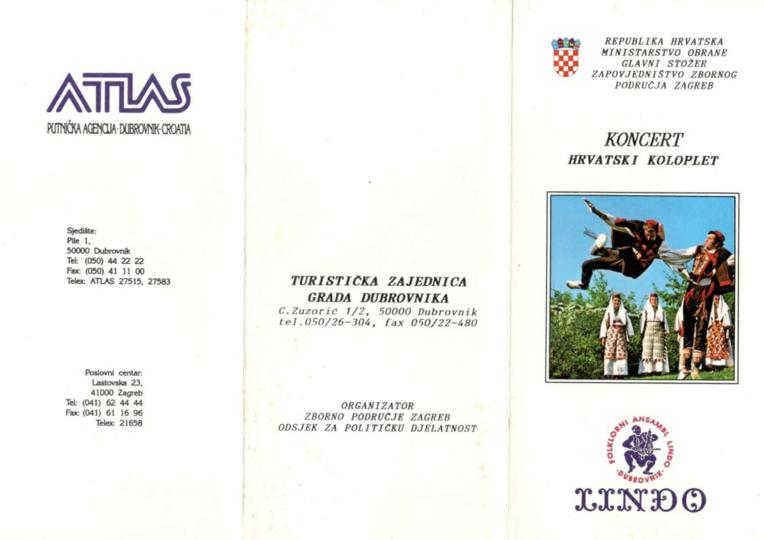 ATLAS
PUTNIČKA AGENCIJA·DUBROVNIK·CROATIA
Sjedište:
Pile 1,
50000 Dubrovnik
Tel: (050) 44 22 22
Fax: (050) 41 11 00
Telex: ATLAS 27515, 27583
Poslovni centar:
Lastovska 23,
41000 Zagreb
Tel: (041) 62 44 44
Fax: (041) 61 16 96
Telex: 21658
TURISTIČKA ZAJEDNICA
GRADA DUBROVNIKA
C.Zuzorić 1/2, 50000 Dubrovnik
tel.050/26-304, fax 050/22-480
ORGANIZATOR
ZBORNO PODRUČJE ZAGREB
ODSJEK ZA POLITIČKU DJELATNOST
REPUBLIKA HRVATSKA
MINISTARSTVO OBRANE
GLAVNI STOŽER
ZAPOVJEDNIŠTVO ZBORNOG
PODRUČJA ZAGREB
KONCERT
HRVATSKI KOLOPLET
FOLKLORNI ANSAMBL LINĐO
·DUBROVNIK·
LINĐO